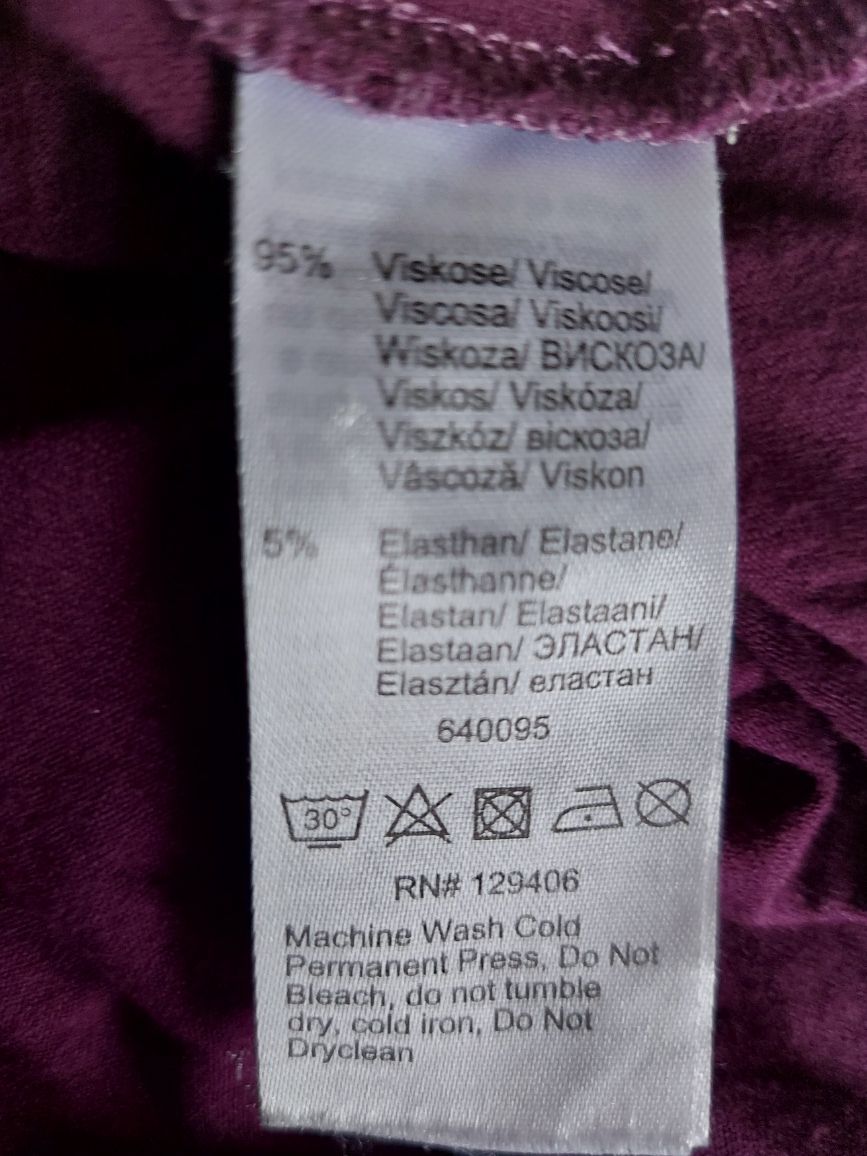 95% Viskose/ Viscose/
Viscosa/ Viskoosi/
Wiskoza/ ВИСКОЗА/
Viskos/ Viskóza/
Viszkóz/ віскоза/
Vâscoză/ Viskon
5% Elasthan/ Elastane/
Élasthanne/
Elastan/ Elastaani/
Elastaan/ ЭЛАСТАН/
Elasztán/ еластан
640095
30°
RN# 129406
Machine Wash Cold
Permanent Press, Do Not
Bleach, do not tumble
dry, cold iron, Do Not
Dryclean